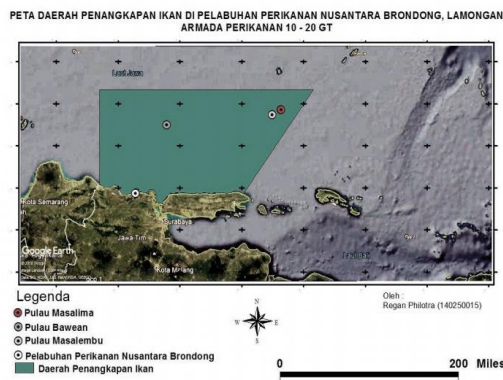 PETA DAERAH PENANGKAPAN IKAN DI PELABUHAN PERIKANAN NUSANTARA BRONDONG, LAMONGAN
ARMADA PERIKANAN 10 - 20 GT
Laut Jawa
Kota Semarang
Surabaya
Jawa Tim
Google Earth
Kota Malang
Laut Bali
Legenda
Pulau Masalima
Pulau Bawean
Pulau Masalembu
Pelabuhan Perikanan Nusantara Brondong
Daerah Penangkapan Ikan
N
W E
S
Oleh :
Regan Philotra (140250015)
0 200 Miles